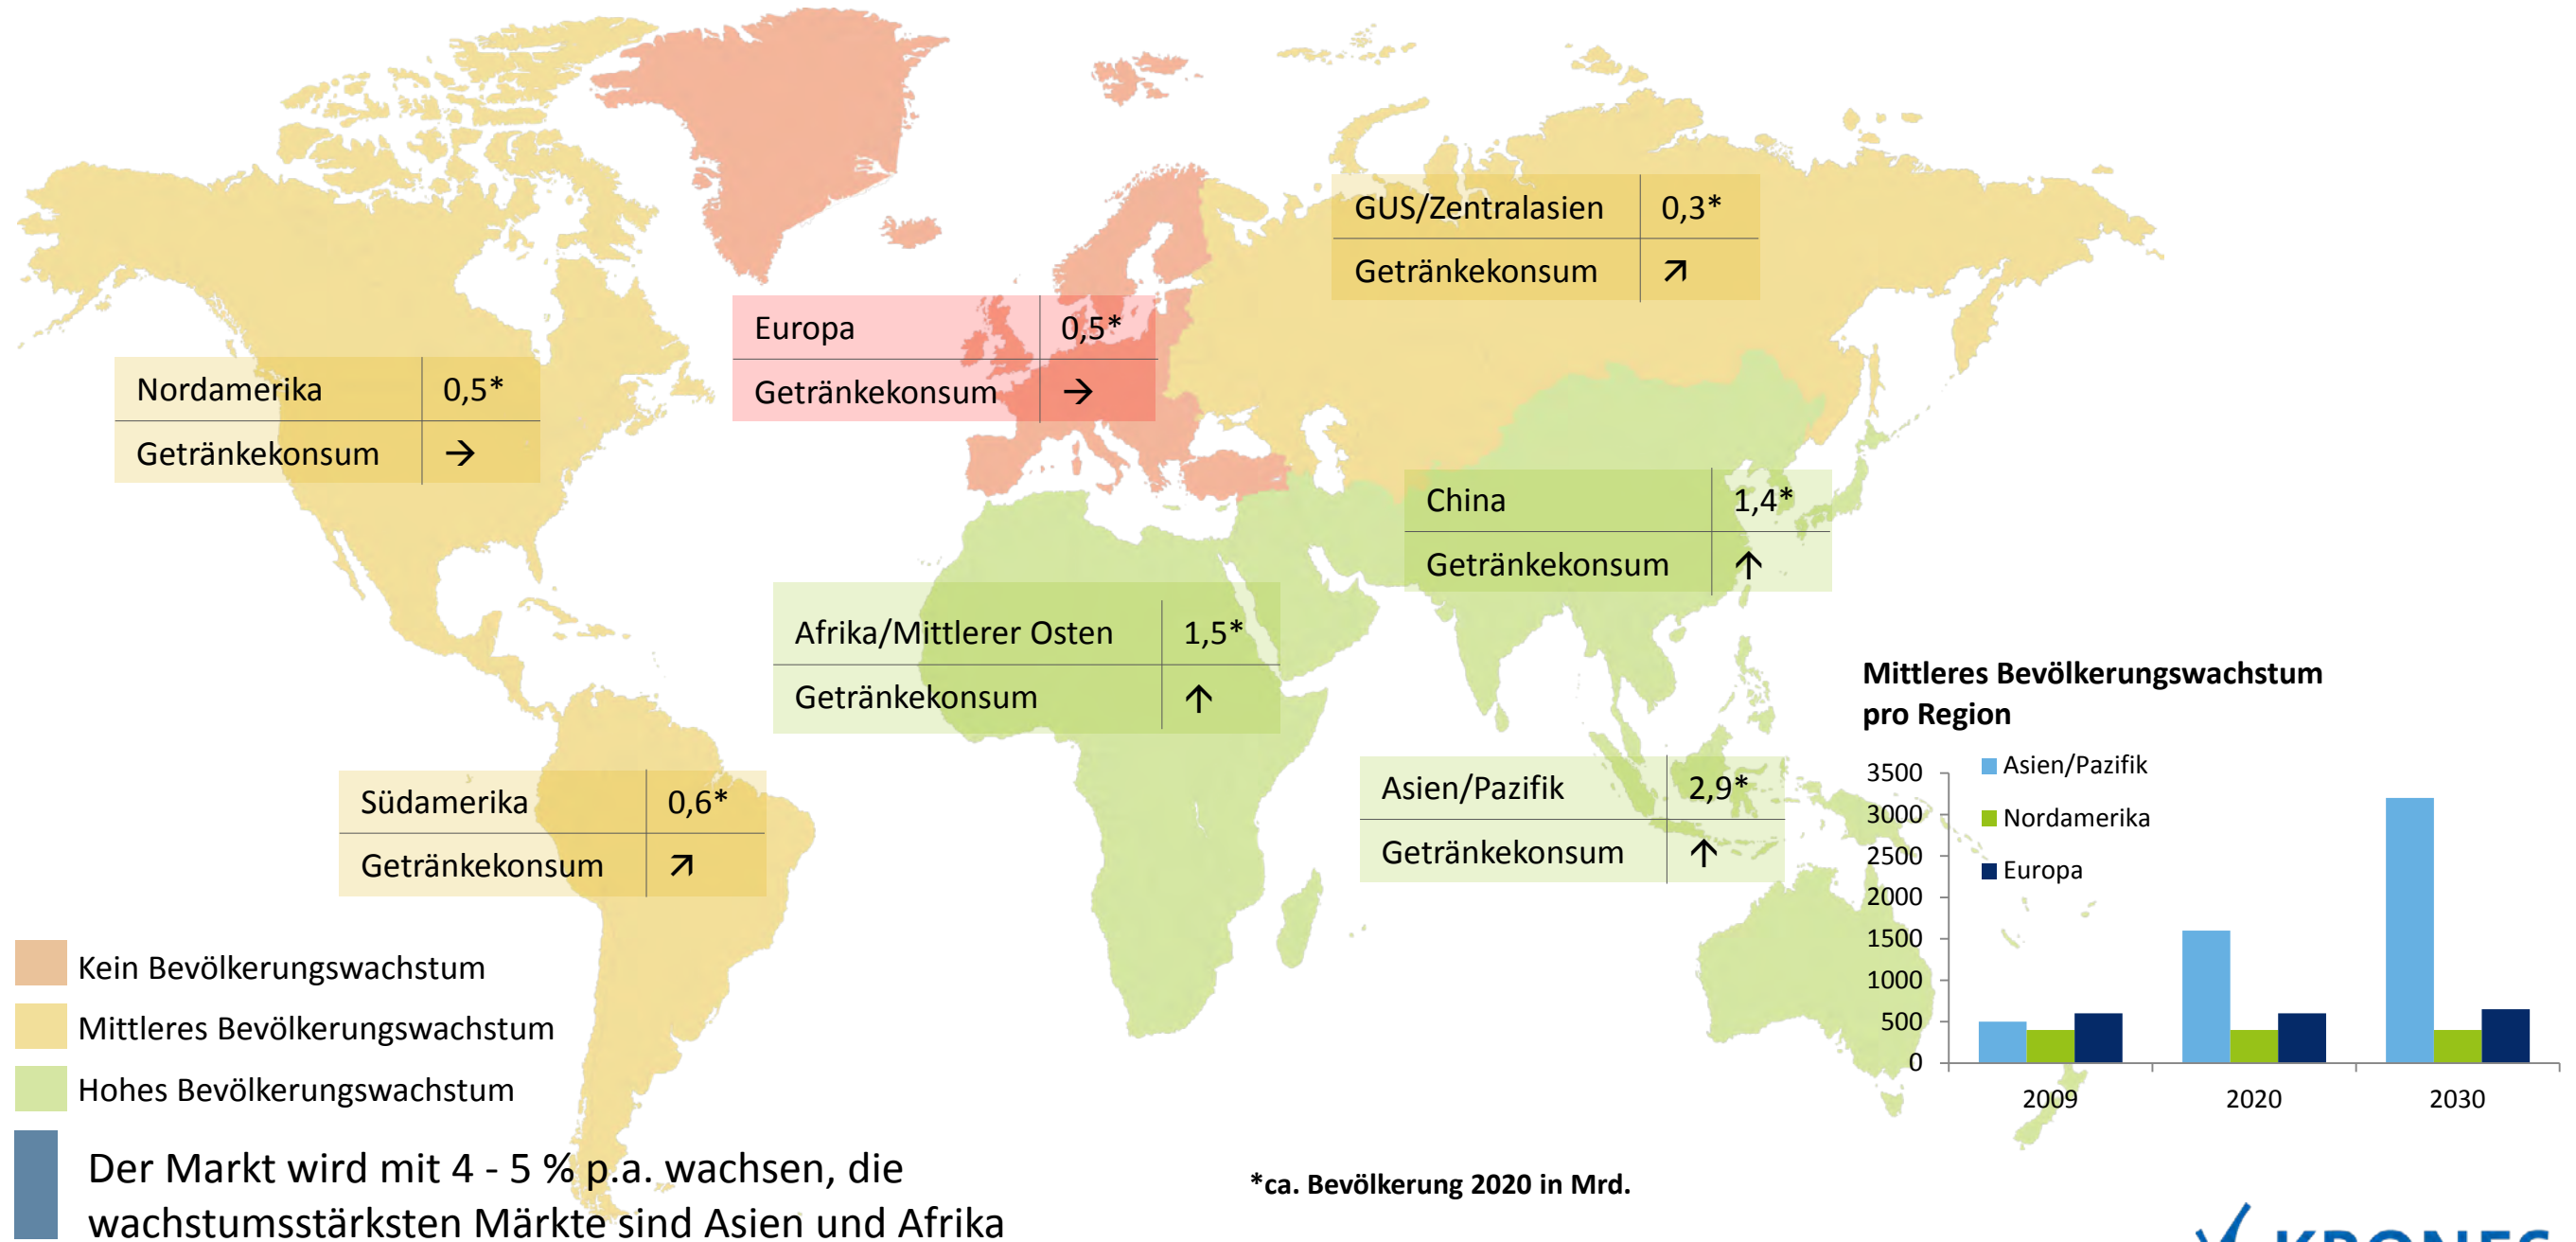 GUS/Zentralasien 0,3*
Getränkekonsum ↗
Europa 0,5*
Getränkekonsum →
Nordamerika 0,5*
Getränkekonsum →
China 1,4*
Getränkekonsum ↑
Afrika/Mittlerer Osten 1,5*
Getränkekonsum ↑
Südamerika 0,6*
Getränkekonsum ↗
Asien/Pazifik 2,9*
Getränkekonsum ↑
Mittleres Bevölkerungswachstum
pro Region
Asien/Pazifik
Nordamerika
Europa
3500
3000
2500
2000
1500
1000
500
0
2009 2020 2030
Kein Bevölkerungswachstum
Mittleres Bevölkerungswachstum
Hohes Bevölkerungswachstum
Der Markt wird mit 4 - 5 % p.a. wachsen, die
wachstumsstärksten Märkte sind Asien und Afrika
*ca. Bevölkerung 2020 in Mrd.
KRONES